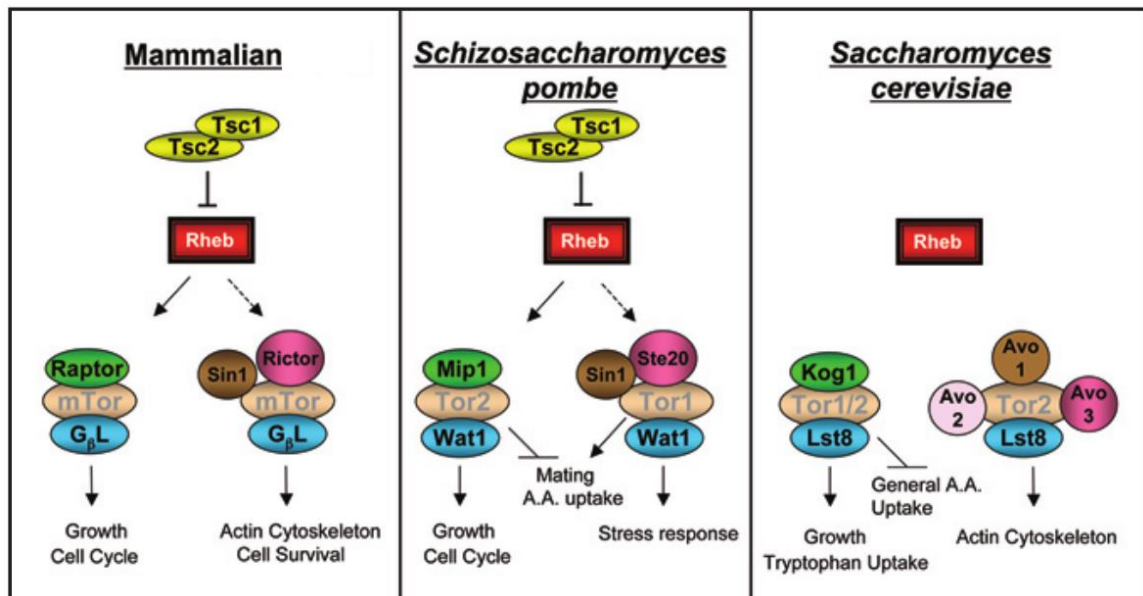 Mammalian
Tsc1
Tsc2
Rheb
Raptor
mTor
GβL
Sin1
Rictor
mTor
GβL
Growth
Cell Cycle
Actin Cytoskeleton
Cell Survival
Schizosaccharomyces
pombe
Tsc1
Tsc2
Rheb
Mip1
Tor2
Wat1
Sin1
Ste20
Tor1
Wat1
Mating
A.A. uptake
Growth
Cell Cycle
Stress response
Saccharomyces
cerevisiae
Rheb
Kog1
Tor1/2
Lst8
Avo
1
Avo
2
Tor2
Avo
3
Lst8
General A.A.
Uptake
Growth
Tryptophan Uptake
Actin Cytoskeleton